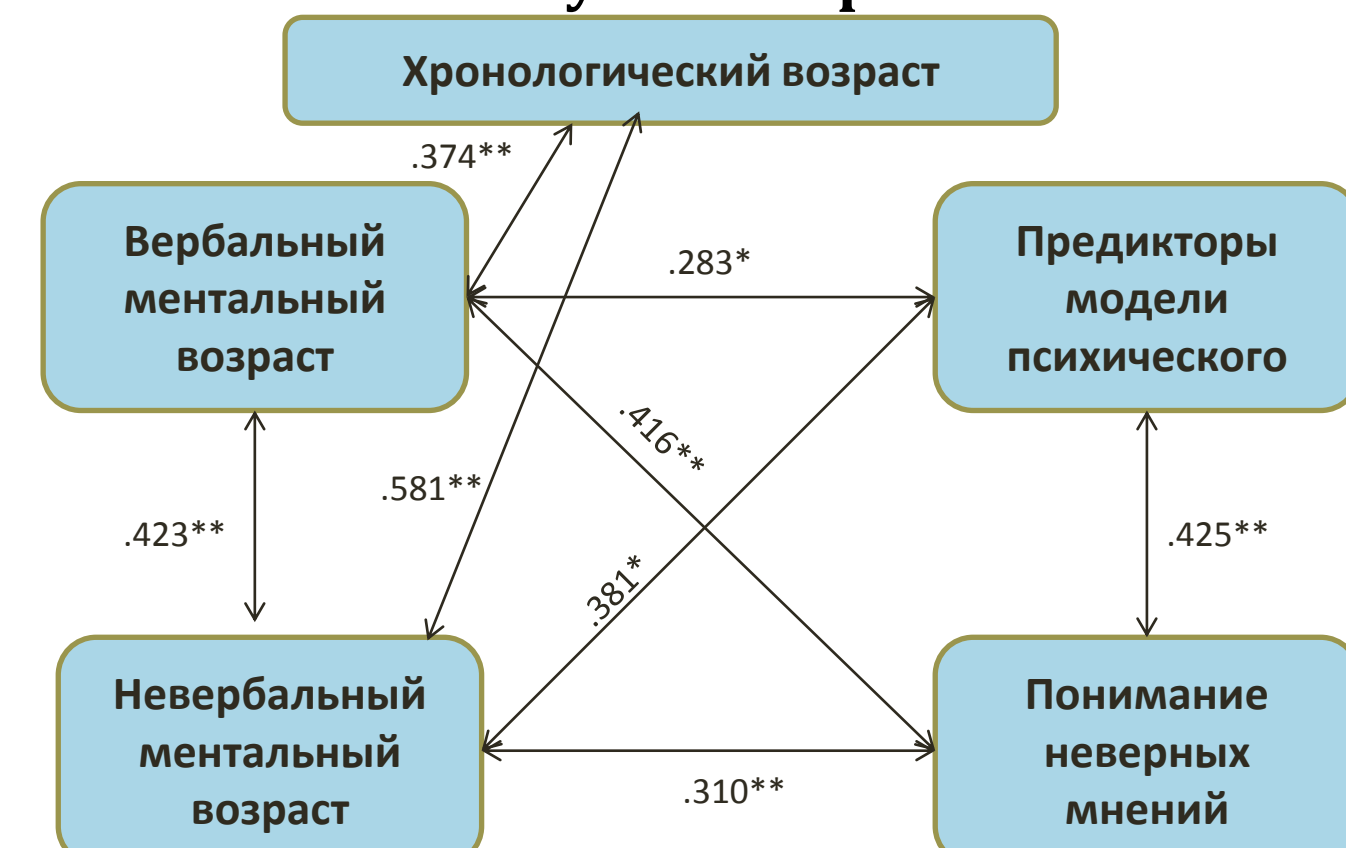 Хронологический возраст
.374**
Вербальный
ментальный
возраст
.283*
Предикторы
модели
психического
.416**
.581**
.423**
.425**
.381*
Невербальный
ментальный
возраст
.310**
Понимание
неверных
мнений